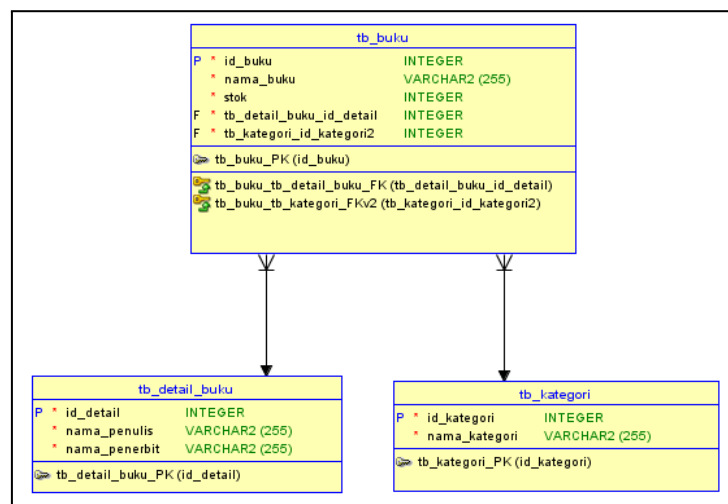 tb_buku
P * id_buku INTEGER
* nama_buku VARCHAR2 (255)
* stok INTEGER
F * tb_detail_buku_id_detail INTEGER
F * tb_kategori_id_kategori2 INTEGER
tb_buku_PK (id_buku)
tb_buku_tb_detail_buku_FK (tb_detail_buku_id_detail)
tb_buku_tb_kategori_FKv2 (tb_kategori_id_kategori2)
tb_detail_buku
P * id_detail INTEGER
* nama_penulis VARCHAR2 (255)
* nama_penerbit VARCHAR2 (255)
tb_detail_buku_PK (id_detail)
tb_kategori
P * id_kategori INTEGER
* nama_kategori VARCHAR2 (255)
tb_kategori_PK (id_kategori)